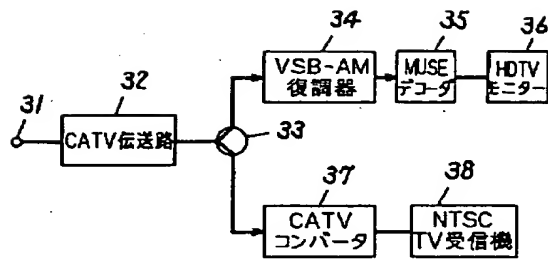 34
35
36
VSB-AM
復調器
MUSE
デコーダ
HDTV
モニター
31
32
CATV伝送路
33
37
38
CATV
コンバータ
NTSC
TV受信機